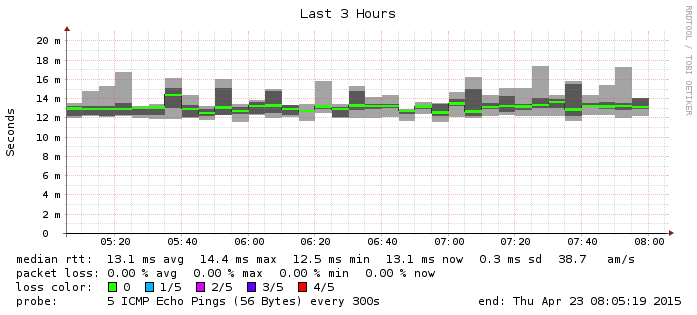 Last 3 Hours
RRDTOOL / TOBI OETIKER
Seconds
20 m
18 m
16 m
14 m
12 m
10 m
8 m
6 m
4 m
2 m
0
05:20 05:40 06:00 06:20 06:40 07:00 07:20 07:40 08:00
median rtt: 13.1 ms avg 14.4 ms max 12.5 ms min 13.1 ms now 0.3 ms sd 38.7 am/s
packet loss: 0.00 % avg 0.00 % max 0.00 % min 0.00 % now
loss color: 0 1/5 2/5 3/5 4/5
probe: 5 ICMP Echo Pings (56 Bytes) every 300s end: Thu Apr 23 08:05:19 2015